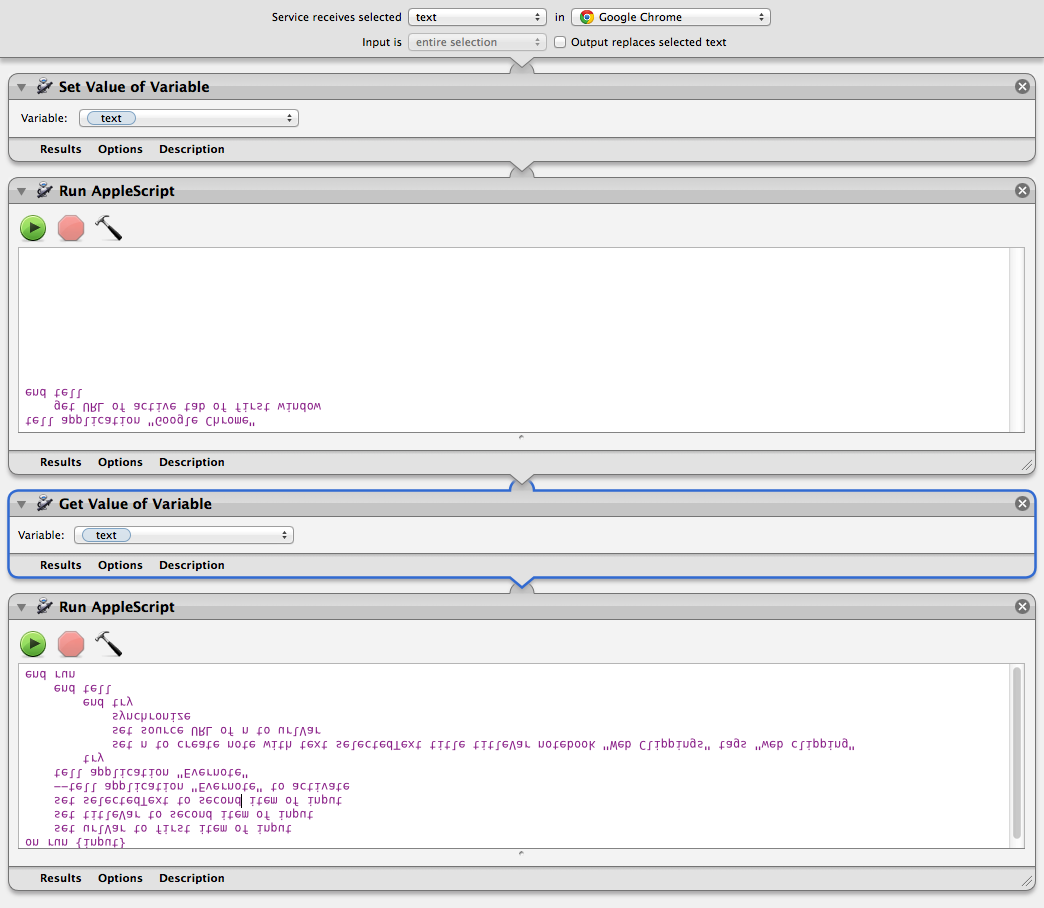 Service receives selected text in Google Chrome
Input is entire selection Output replaces selected text
Set Value of Variable
Variable: text
Results Options Description
Run AppleScript
tell application "Google Chrome"
get URL of active tab of first window
end tell
Results Options Description
Get Value of Variable
Variable: text
Results Options Description
Run AppleScript
on run {input}
set urlVar to first item of input
set titleVar to second item of input
set selectedText to second item of input
--tell application "Evernote" to activate
tell application "Evernote"
try
set n to create note with text selectedText title titleVar notebook "Web Clippings" tags "web clipping"
set source URL of n to urlVar
synchronize
end try
end tell
end run
Results Options Description